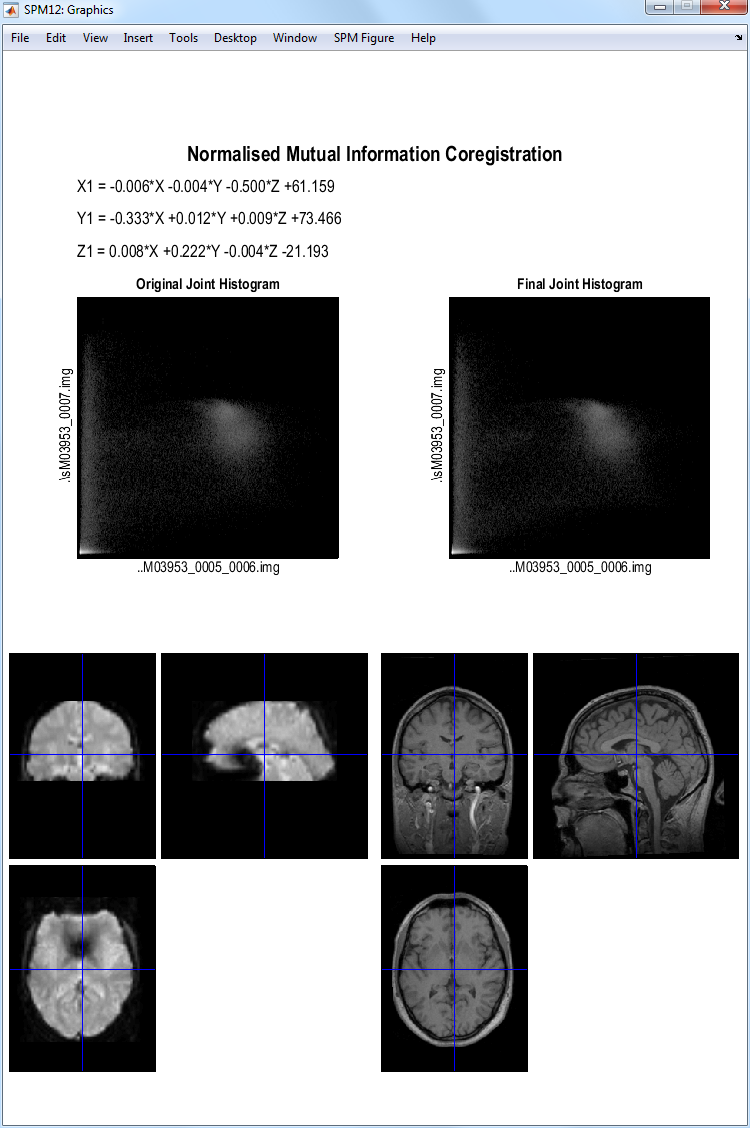 SPM12: Graphics
File Edit View Insert Tools Desktop Window SPM Figure Help
Normalised Mutual Information Coregistration
X1 = -0.006*X -0.004*Y -0.500*Z +61.159
Y1 = -0.333*X +0.012*Y +0.009*Z +73.466
Z1 = 0.008*X +0.222*Y -0.004*Z -21.193
Original Joint Histogram
Final Joint Histogram
.\sM03953_0007.img
.\sM03953_0007.img
..M03953_0005_0006.img
..M03953_0005_0006.img